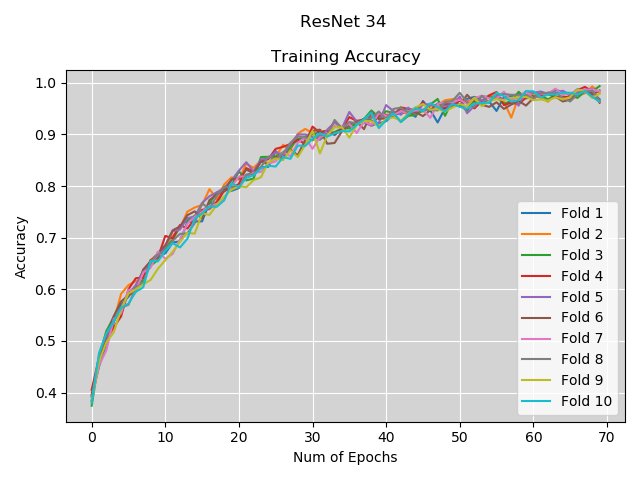 ResNet 34
Training Accuracy
Accuracy
1.0
0.9
0.8
0.7
0.6
0.5
0.4
0 10 20 30 40 50 60 70
Num of Epochs
Fold 1
Fold 2
Fold 3
Fold 4
Fold 5
Fold 6
Fold 7
Fold 8
Fold 9
Fold 10